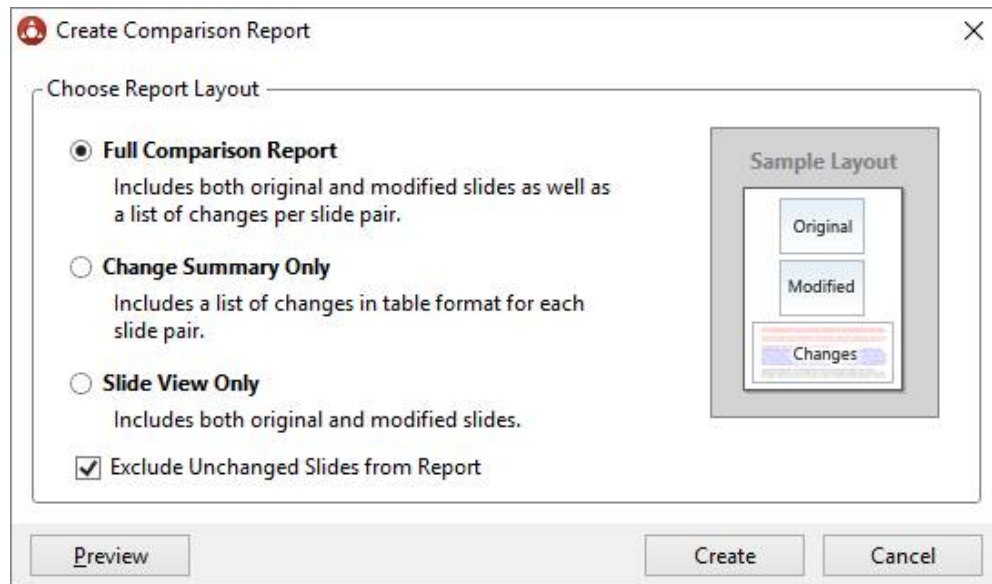 Create Comparison Report
Choose Report Layout
Full Comparison Report
Includes both original and modified slides as well as
a list of changes per slide pair.
Change Summary Only
Includes a list of changes in table format for each
slide pair.
Slide View Only
Includes both original and modified slides.
Exclude Unchanged Slides from Report
Sample Layout
Original
Modified
Changes
Preview
Create
Cancel